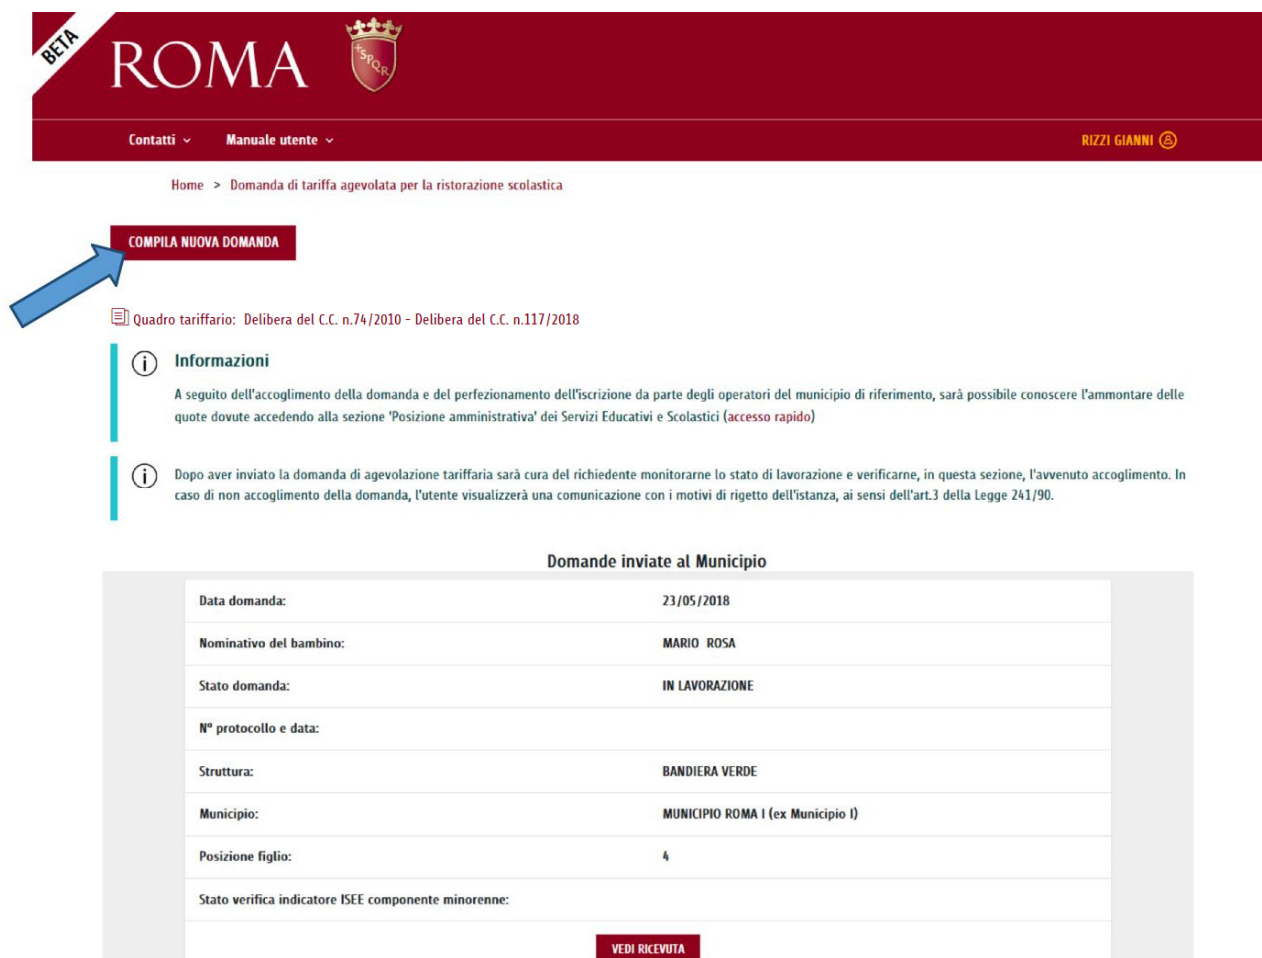 BETA
ROMA
SPQR
Contatti
Manuale utente
RIZZI GIANNI
Home > Domanda di tariffa agevolata per la ristorazione scolastica
COMPILA NUOVA DOMANDA
Quadro tariffario: Delibera del C.C. n.74/2010 - Delibera del C.C. n.117/2018
Informazioni
A seguito dell'accoglimento della domanda e del perfezionamento dell'iscrizione da parte degli operatori del municipio di riferimento, sarà possibile conoscere l'ammontare delle
quote dovute accedendo alla sezione 'Posizione amministrativa' dei Servizi Educativi e Scolastici (accesso rapido)
Dopo aver inviato la domanda di agevolazione tariffaria sarà cura del richiedente monitorarne lo stato di lavorazione e verificarne, in questa sezione, l'avvenuto accoglimento. In
caso di non accoglimento della domanda, l'utente visualizzerà una comunicazione con i motivi di rigetto dell'istanza, ai sensi dell'art.3 della Legge 241/90.
Domande inviate al Municipio
Data domanda: 23/05/2018
Nominativo del bambino: MARIO ROSA
Stato domanda: IN LAVORAZIONE
N° protocollo e data:
Struttura: BANDIERA VERDE
Municipio: MUNICIPIO ROMA I (ex Municipio I)
Posizione figlio: 4
Stato verifica indicatore ISEE componente minorenne:
VEDI RICEVUTA